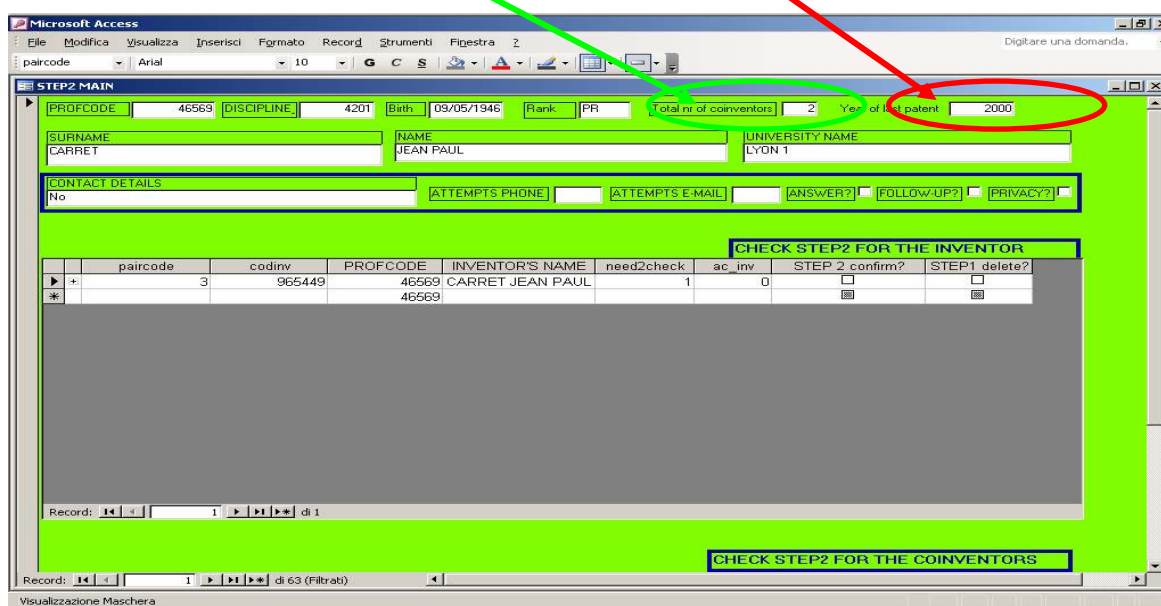 Microsoft Access
File Modifica Visualizza Inserisci Formato Record Strumenti Finestra ? Digitare una domanda.
paircode Arial 10 G C S A
STEP2 MAIN
PROFCODE 46569 DISCIPLINE_ 4201 Birth 09/05/1946 Rank PR Total nr of coinventors 2 Year of last patent 2000
SURNAME NAME UNIVERSITY NAME
CARRET JEAN PAUL LYON 1
CONTACT DETAILS
No ATTEMPTS PHONE ATTEMPTS E-MAIL ANSWER? FOLLOW-UP? PRIVACY?
CHECK STEP2 FOR THE INVENTOR
paircode codinv PROFCODE INVENTOR'S NAME need2check ac_inv STEP 2 confirm? STEP1 delete?
+ 3 965449 46569 CARRET JEAN PAUL 1 0
* 46569
Record: 1 di 1
CHECK STEP2 FOR THE COINVENTORS
Record: 1 di 63 (Filtrati)
Visualizzazione Maschera